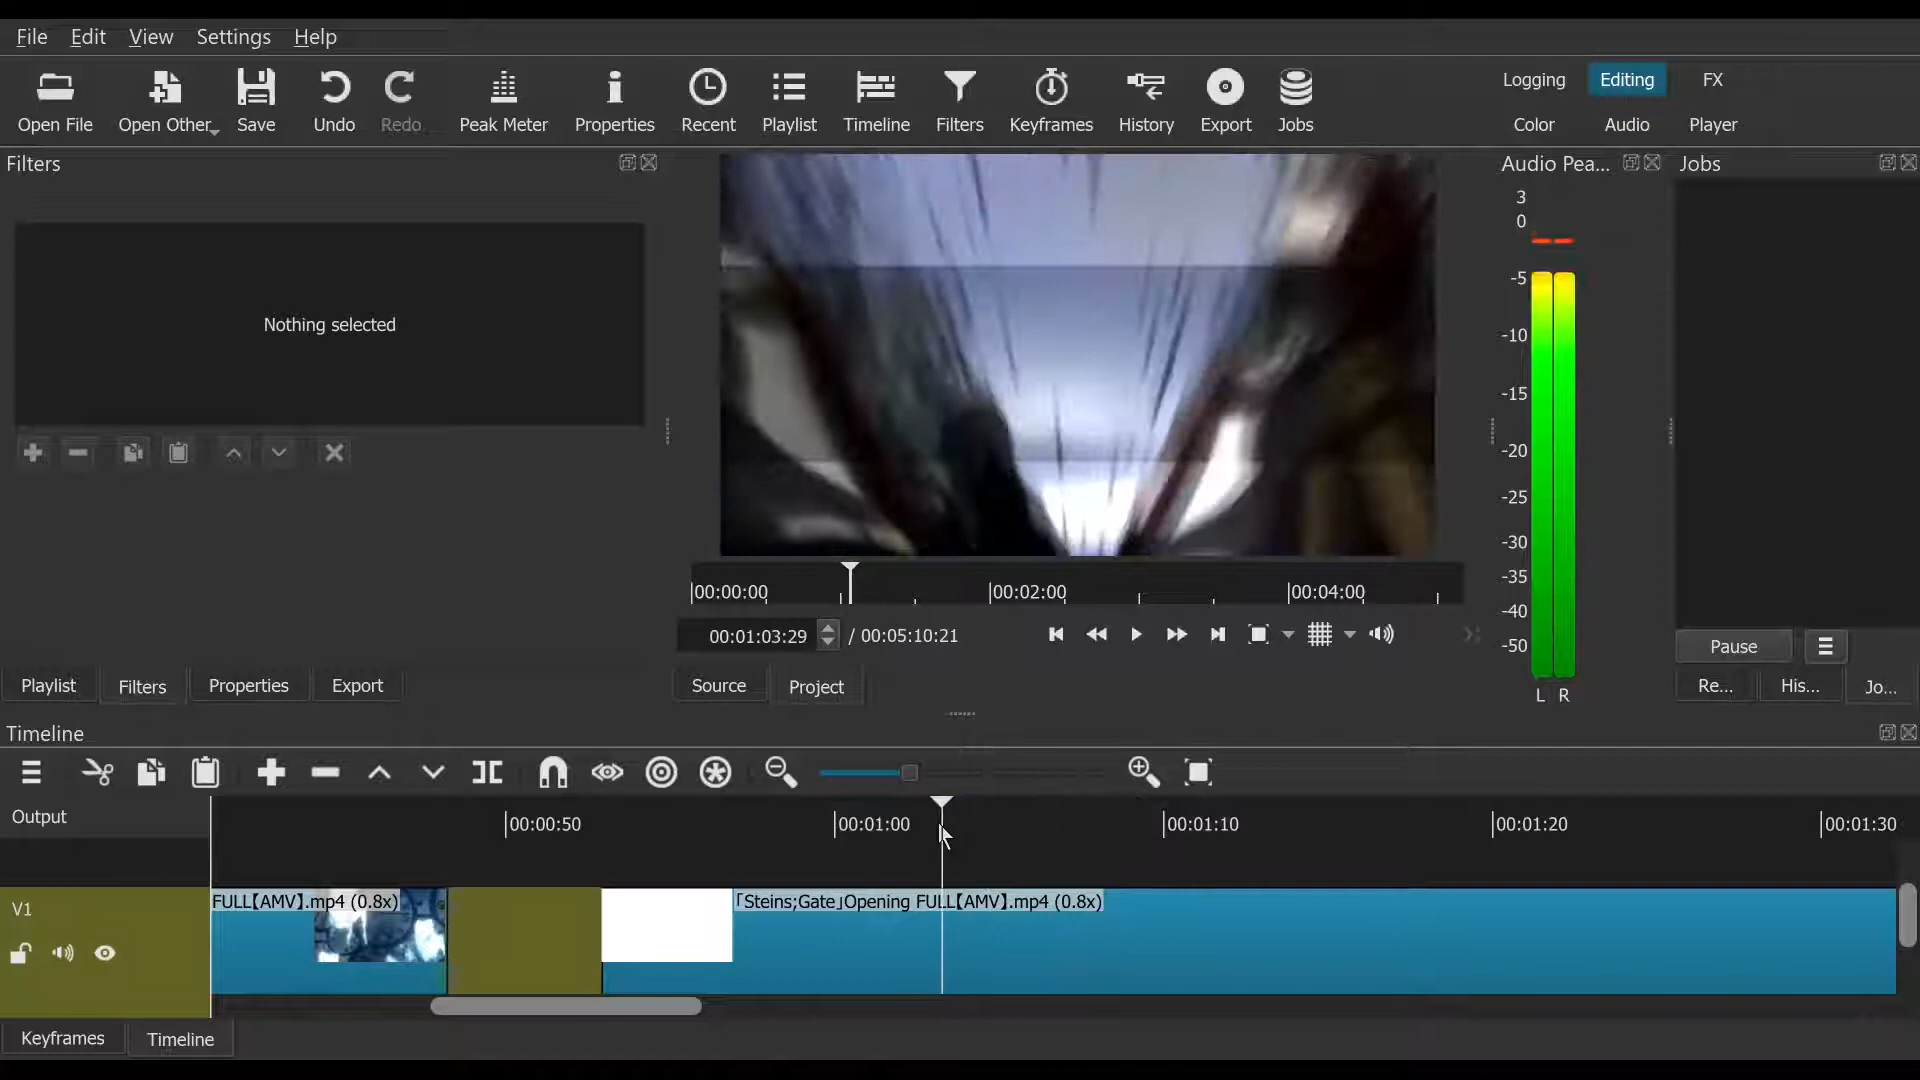 File Edit View Settings Help
Open File Open Other Save Undo Redo Peak Meter Properties Recent Playlist Timeline Filters Keyframes History Export Jobs
Logging Editing FX
Color Audio Player
Filters
Audio Pea...
Jobs
Nothing selected
3
0
-5
-10
-15
-20
-25
-30
-35
-40
-50
L R
00:00:00 00:02:00 00:04:00
00:01:03:29 / 00:05:10:21
Pause
Playlist Filters Properties Export
Source Project
Re... His... Jo...
Timeline
Output
00:00:50 00:01:00 00:01:10 00:01:20 00:01:30
V1
FULL【AMV】.mp4 (0.8x)
「Steins;Gate」Opening FULL【AMV】.mp4 (0.8x)
Keyframes Timeline